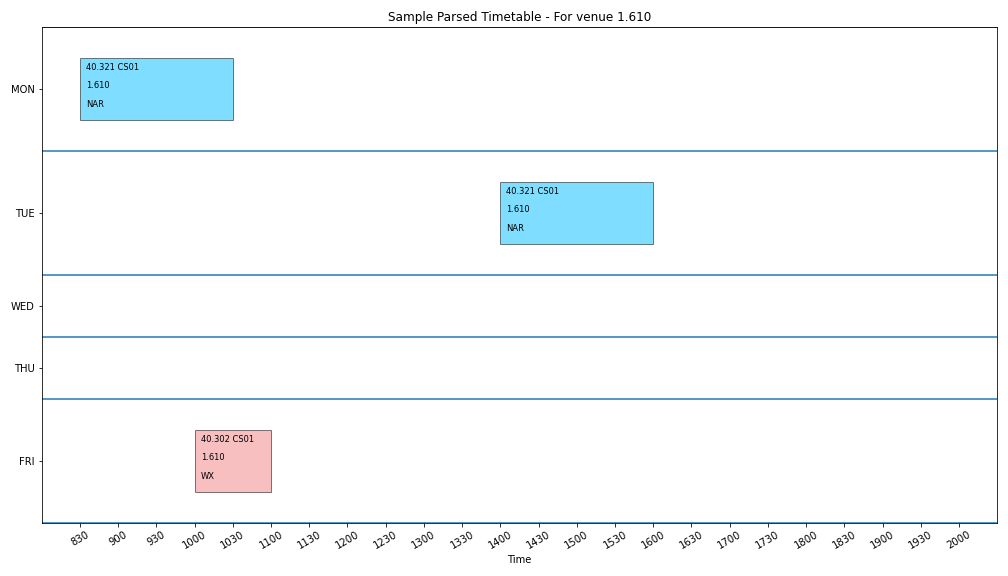 Sample Parsed Timetable - For venue 1.610
MON
40.321 CS01
1.610
NAR
TUE
40.321 CS01
1.610
NAR
WED
THU
FRI
40.302 CS01
1.610
WX
830 900 930 1000 1030 1100 1130 1200 1230 1300 1330 1400 1430 1500 1530 1600 1630 1700 1730 1800 1830 1900 1930 2000
Time